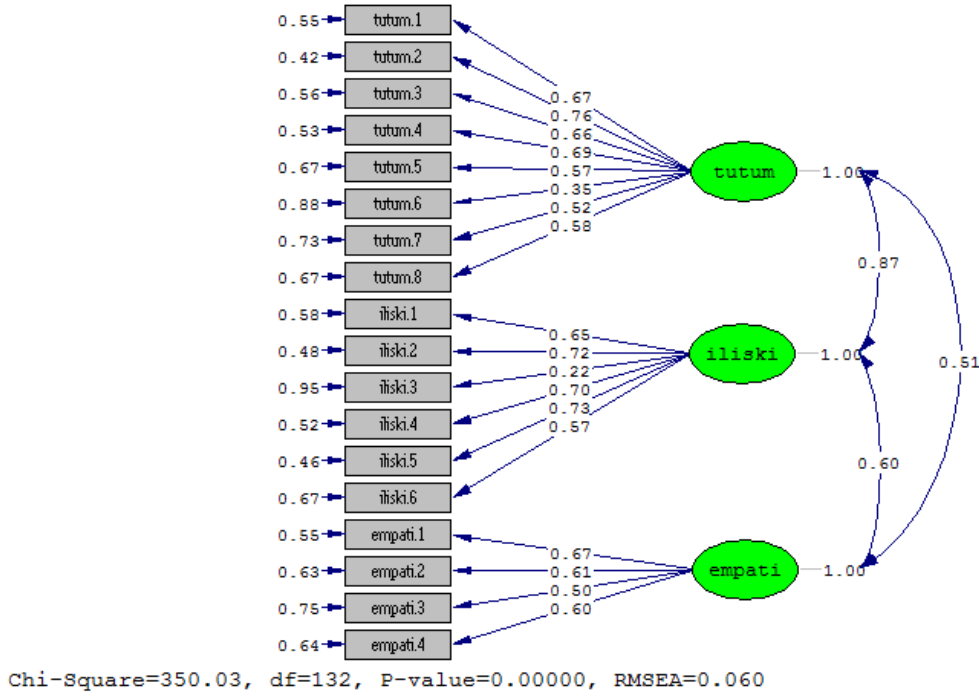 0.55 tutum.1
0.42 tutum.2
0.56 tutum.3
0.53 tutum.4
0.67 tutum.5
0.88 tutum.6
0.73 tutum.7
0.67 tutum.8
0.58 iliski.1
0.48 iliski.2
0.95 iliski.3
0.52 iliski.4
0.46 iliski.5
0.67 iliski.6
0.55 empati.1
0.63 empati.2
0.75 empati.3
0.64 empati.4
0.67
0.76
0.66
0.69
0.57
0.35
0.52
0.58
0.65
0.72
0.22
0.70
0.73
0.57
0.67
0.61
0.50
0.60
tutum 1.00
iliski 1.00
empati 1.00
0.87
0.51
0.60
Chi-Square=350.03, df=132, P-value=0.00000, RMSEA=0.060